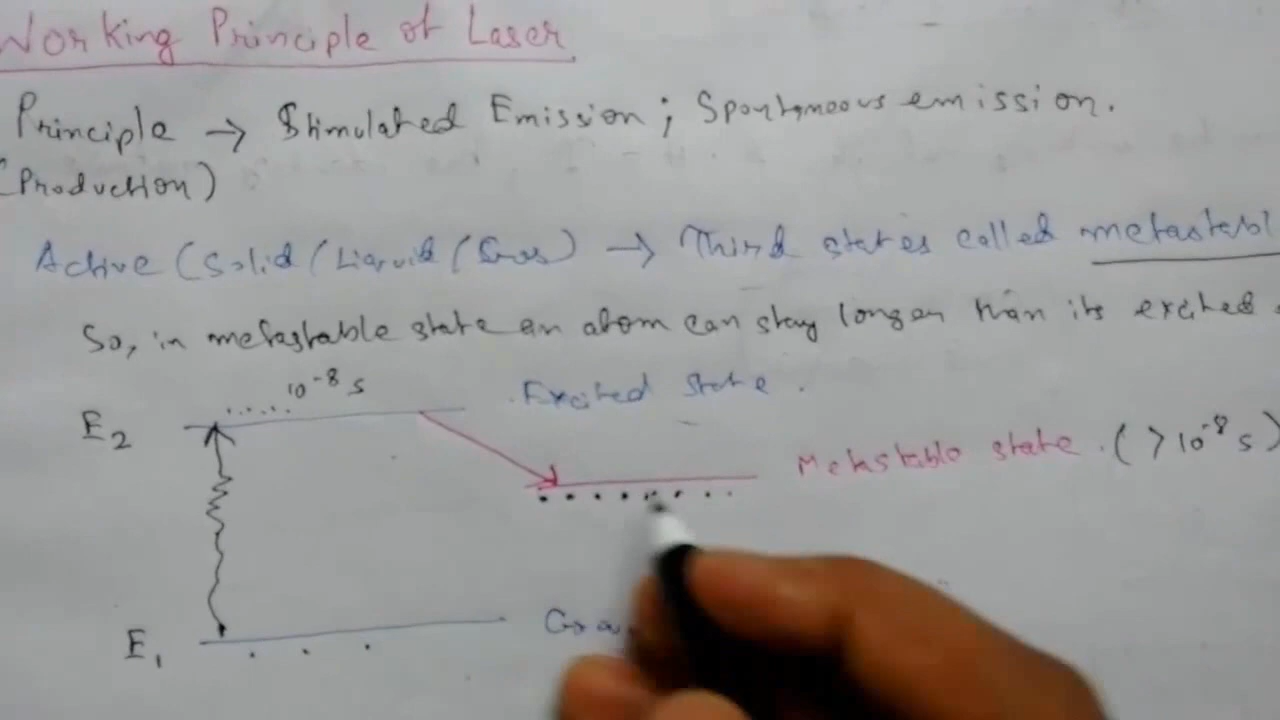 Working Principle of Laser
Principle → Stimulated Emission ; Spontaneous emission.
(Production)
Active (Solid/Liquid/Gas) → Third states called metastabl
So, in metastable state an atom can stay longer than its excited
10⁻⁸ s
Excited State.
E₂
Metastable state. (>10⁻⁸ s)
E₁